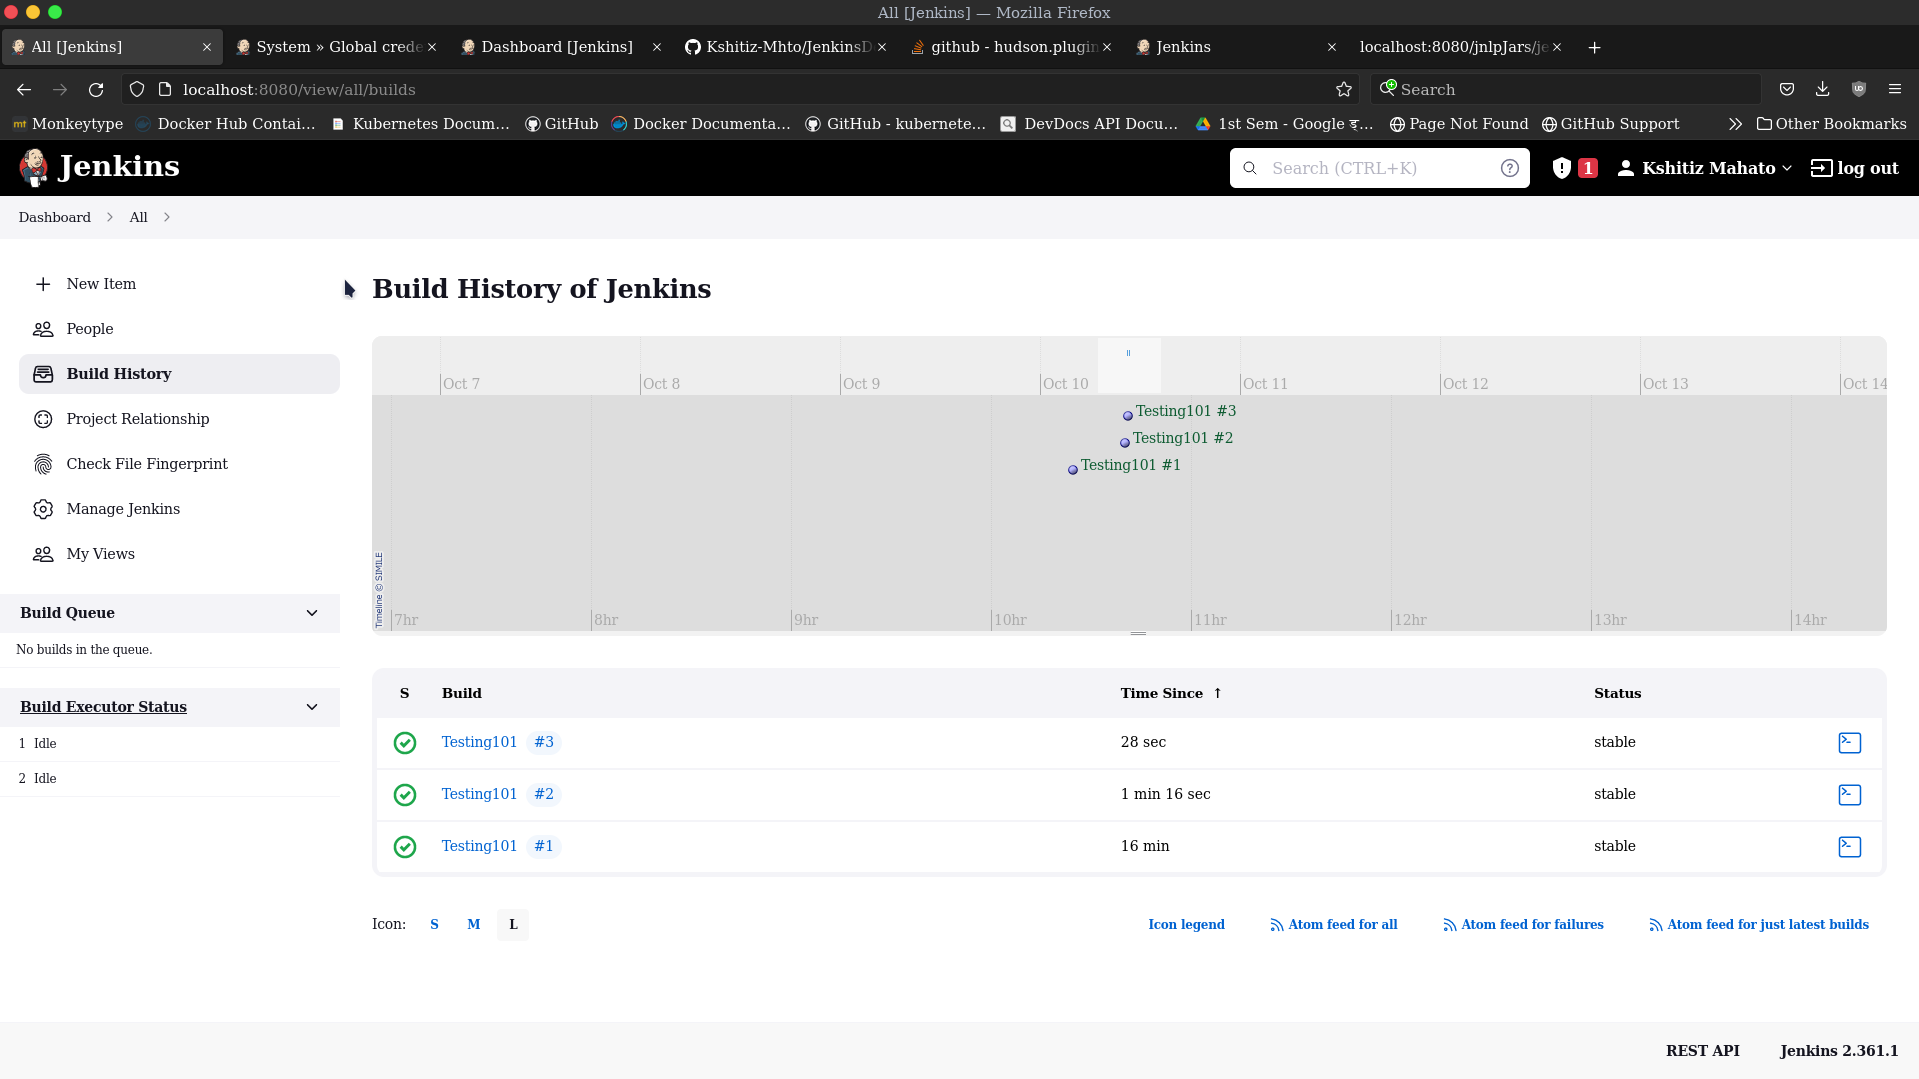 All [Jenkins] — Mozilla Firefox
All [Jenkins]
System » Global crede
Dashboard [Jenkins]
Kshitiz-Mhto/JenkinsD
github - hudson.plugin
Jenkins
localhost:8080/jnlpJars/je
localhost:8080/view/all/builds
Search
Monkeytype
Docker Hub Contai…
Kubernetes Docum…
GitHub
Docker Documenta…
GitHub - kubernete…
DevDocs API Docu…
1st Sem - Google ड्…
Page Not Found
GitHub Support
Other Bookmarks
Jenkins
Search (CTRL+K)
1
Kshitiz Mahato
log out
Dashboard
All
New Item
People
Build History
Project Relationship
Check File Fingerprint
Manage Jenkins
My Views
Build Queue
No builds in the queue.
Build Executor Status
1 Idle
2 Idle
Build History of Jenkins
Oct 7
Oct 8
Oct 9
Oct 10
Oct 11
Oct 12
Oct 13
Oct 14
Testing101 #3
Testing101 #2
Testing101 #1
Timeline © SIMILE
7hr
8hr
9hr
10hr
11hr
12hr
13hr
14hr
S Build Time Since ↑ Status
Testing101 #3 28 sec stable
Testing101 #2 1 min 16 sec stable
Testing101 #1 16 min stable
Icon: S M L
Icon legend
Atom feed for all
Atom feed for failures
Atom feed for just latest builds
REST API
Jenkins 2.361.1